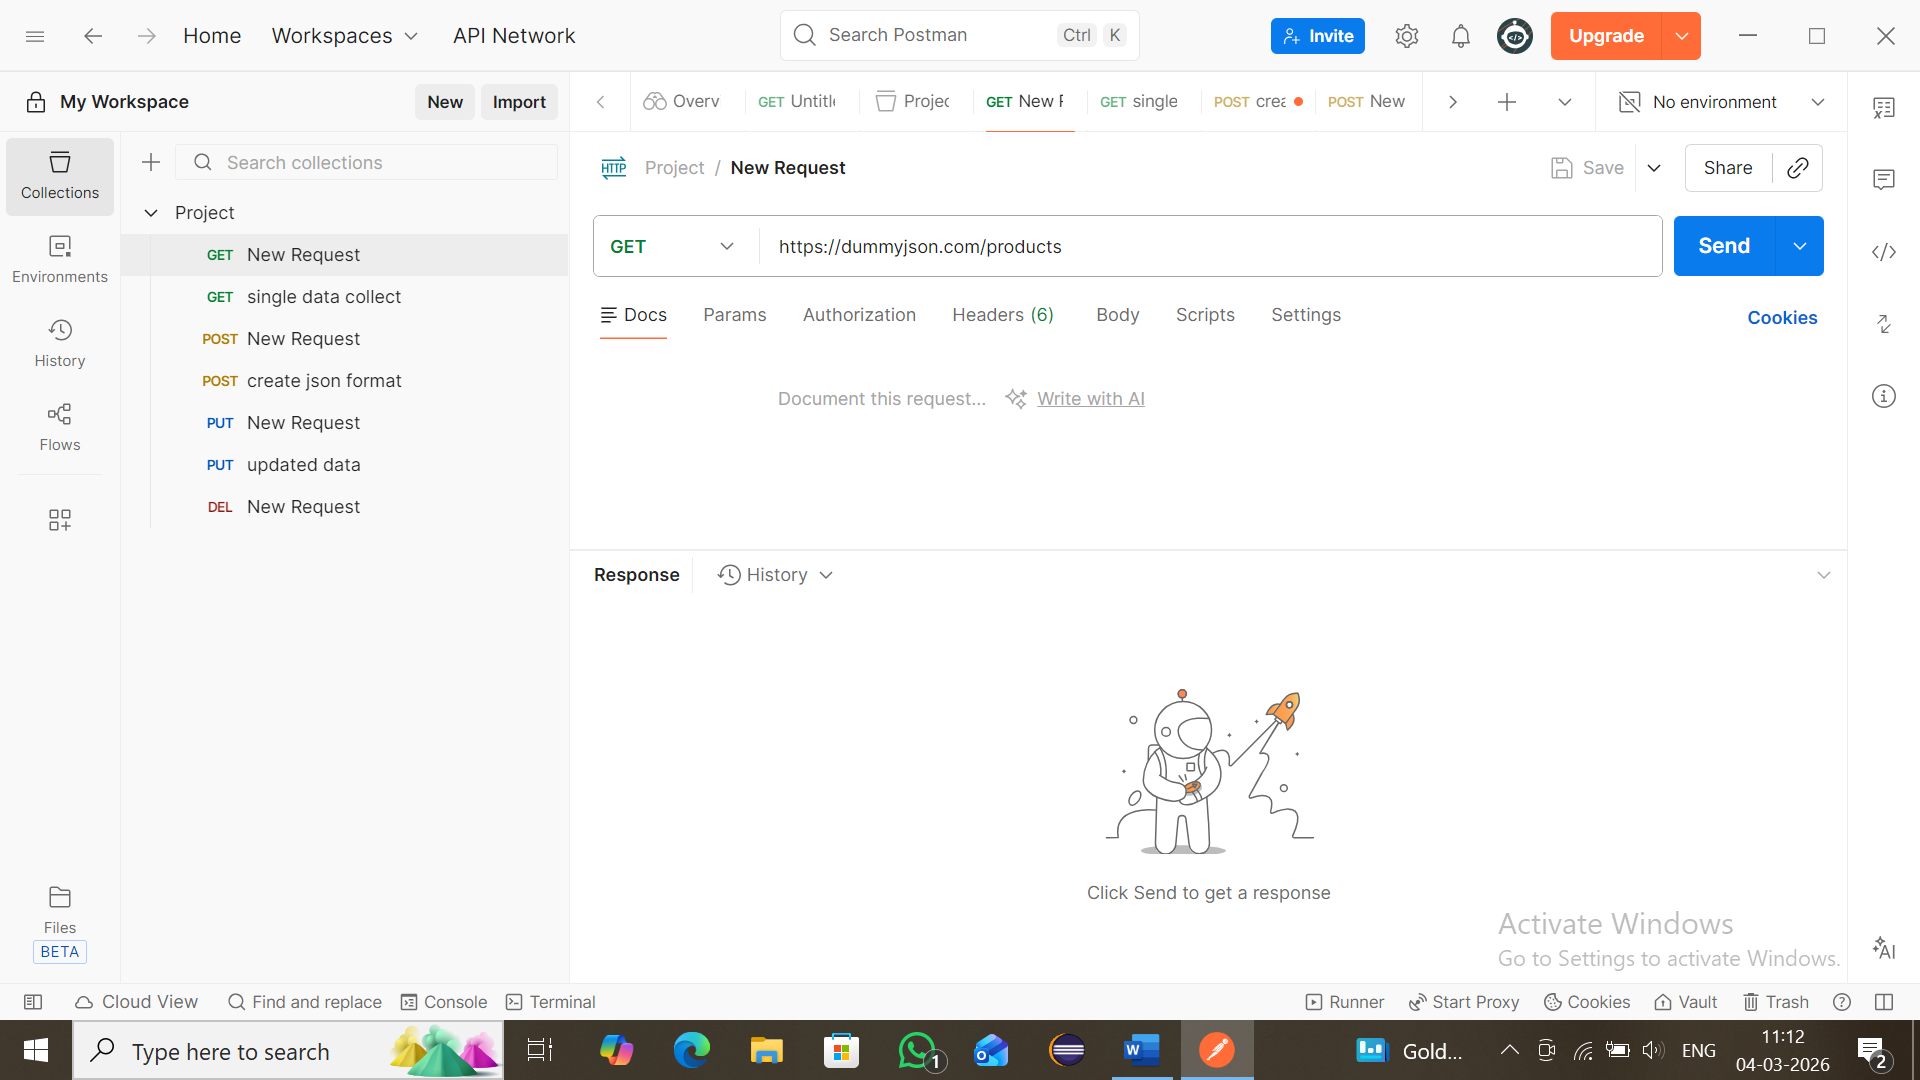 Home
Workspaces
API Network
Search Postman
Ctrl
K
Invite
Upgrade
My Workspace
New
Import
Overv
GET Untitl
Projec
GET New F
GET single
POST crea
POST New
No environment
Collections
Environments
History
Flows
Files
BETA
Search collections
Project
GET New Request
GET single data collect
POST New Request
POST create json format
PUT New Request
PUT updated data
DEL New Request
HTTP
Project / New Request
Save
Share
GET
https://dummyjson.com/products
Send
Docs
Params
Authorization
Headers (6)
Body
Scripts
Settings
Cookies
Document this request...
Write with AI
Response
History
Click Send to get a response
Activate Windows
Go to Settings to activate Windows.
AI
Cloud View
Find and replace
Console
Terminal
Runner
Start Proxy
Cookies
Vault
Trash
Type here to search
1
Gold...
ENG
11:12
04-03-2026
2